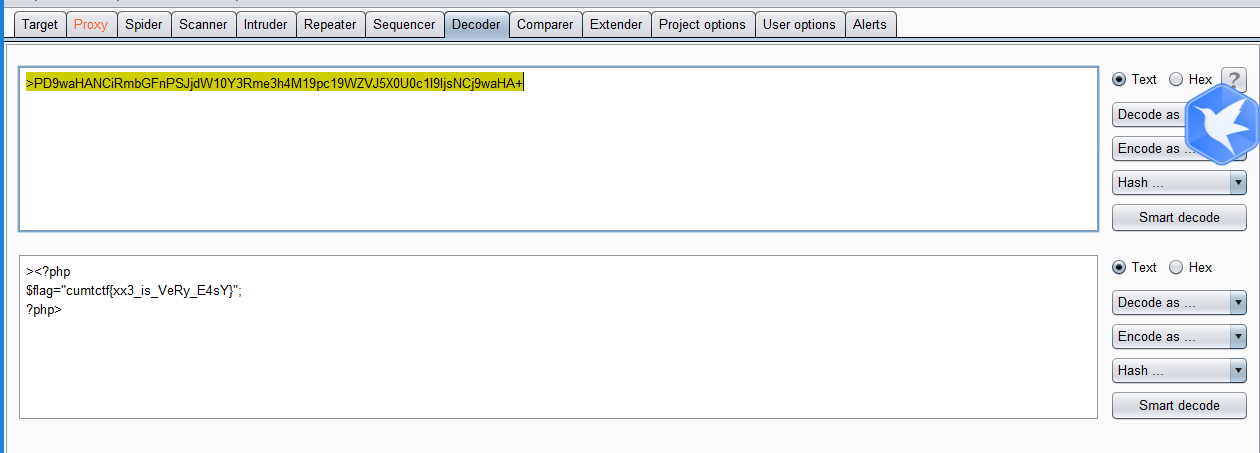 Target Proxy Spider Scanner Intruder Repeater Sequencer Decoder Comparer Extender Project options User options Alerts
>PD9waHANCiRmbGFnPSJjdW10Y3Rme3h4M19pc19WZVJ5X0U0c1l9IjsNCj9waHA+
Text Hex ?
Decode as
Encode as ...
Hash ...
Smart decode
><?php
$flag="cumtctf{xx3_is_VeRy_E4sY}";
?php>
Text Hex
Decode as ...
Encode as ...
Hash ...
Smart decode